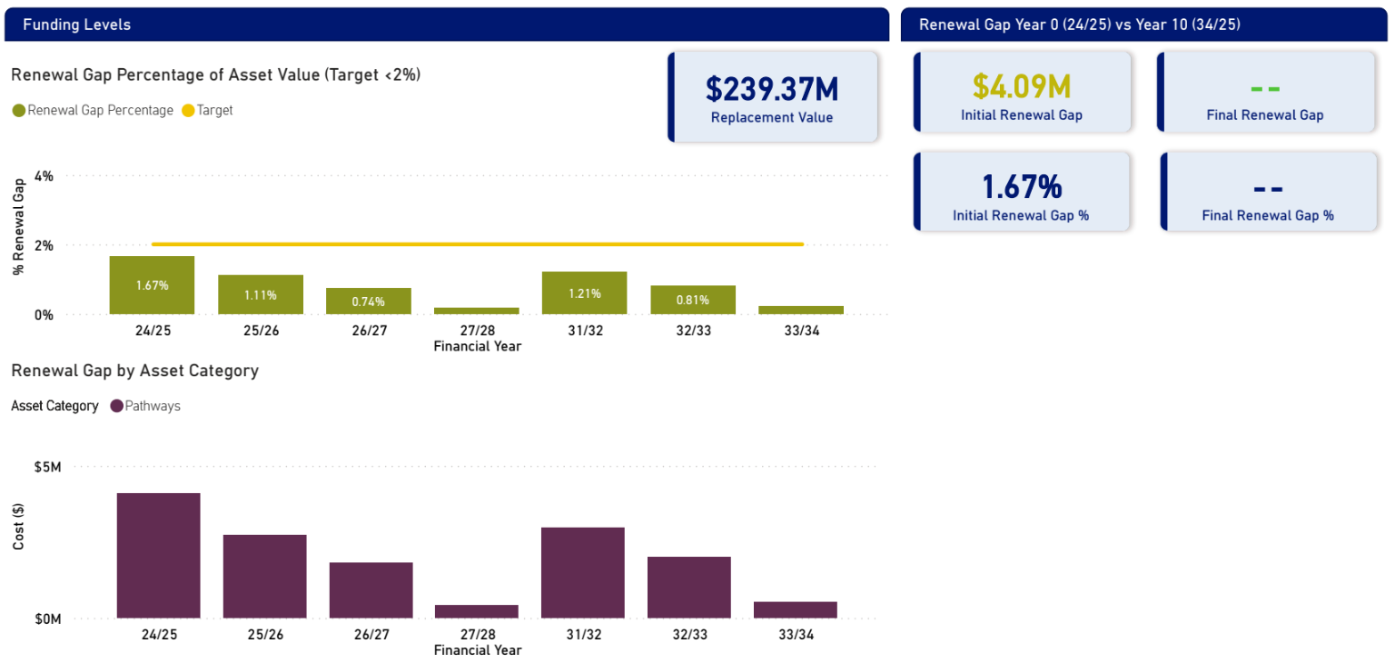 Funding Levels
Renewal Gap Year 0 (24/25) vs Year 10 (34/25)
Renewal Gap Percentage of Asset Value (Target <2%)
Renewal Gap Percentage Target
$239.37M
Replacement Value
$4.09M
Initial Renewal Gap
--
Final Renewal Gap
1.67%
Initial Renewal Gap %
--
Final Renewal Gap %
% Renewal Gap
4%
2%
0%
1.67%
1.11%
0.74%
1.21%
0.81%
24/25 25/26 26/27 27/28 31/32 32/33 33/34
Financial Year
Renewal Gap by Asset Category
Asset Category Pathways
Cost ($)
$5M
$0M
24/25 25/26 26/27 27/28 31/32 32/33 33/34
Financial Year